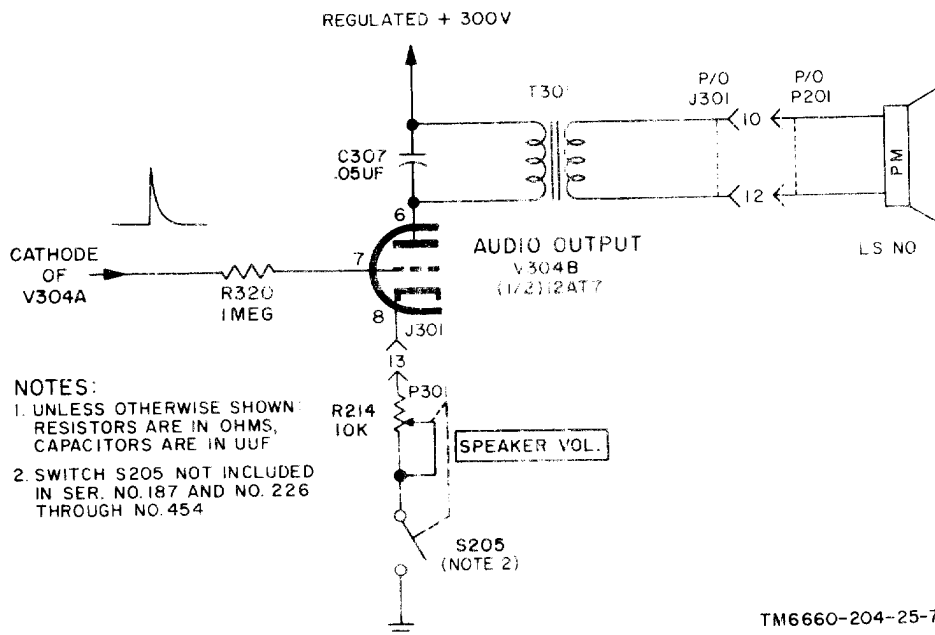 REGULATED + 300V
T301
P/O
J301
P/O
P201
10
12
C307
.05UF
PM
LS NO
6
7
8
CATHODE
OF
V304A
R320
1MEG
AUDIO OUTPUT
V304B
(1/2)12AT7
J301
13
P301
R214
10K
SPEAKER VOL.
S205
(NOTE 2)
NOTES:
1. UNLESS OTHERWISE SHOWN:
RESISTORS ARE IN OHMS,
CAPACITORS ARE IN UUF
2. SWITCH S205 NOT INCLUDED
IN SER. NO. 187 AND NO. 226
THROUGH NO. 454
TM6660-204-25-7